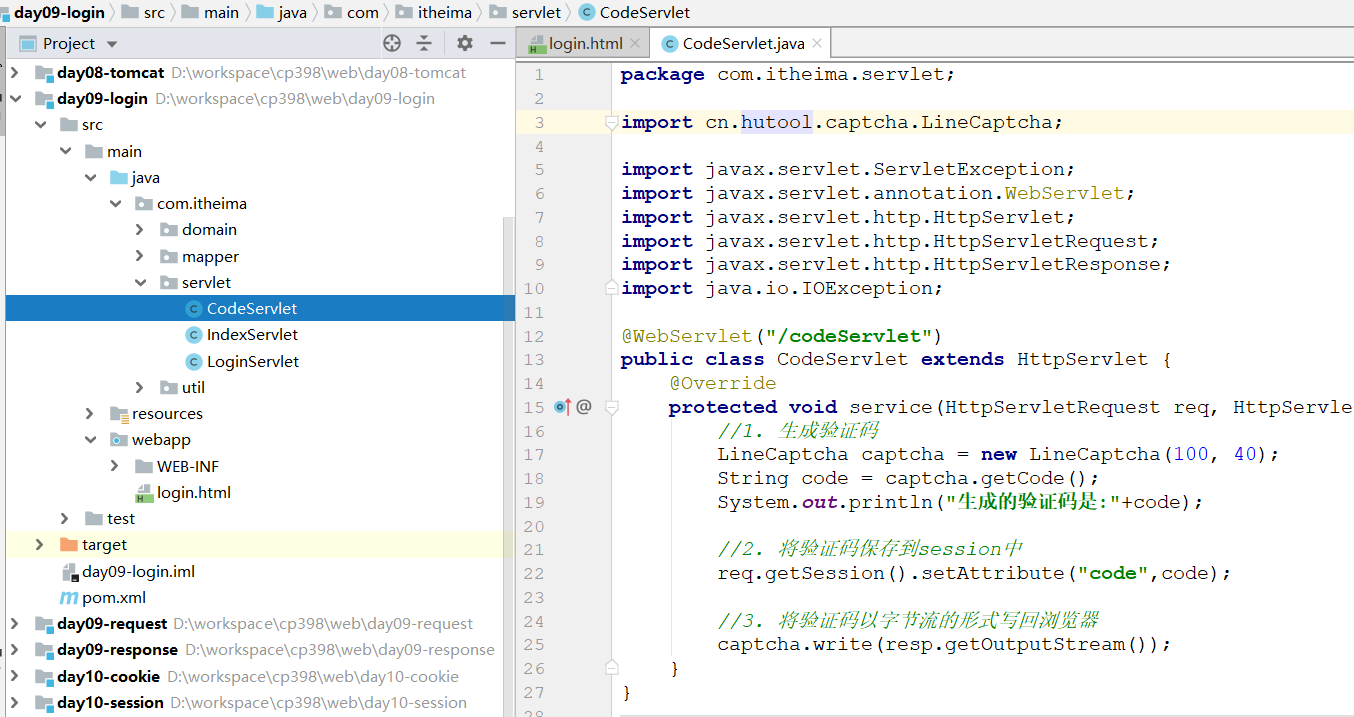 day09-login src main java com itheima servlet CodeServlet
Project
login.html CodeServlet.java
day08-tomcat D:\workspace\cp398\web\day08-tomcat
day09-login D:\workspace\cp398\web\day09-login
src
main
java
com.itheima
domain
mapper
servlet
CodeServlet
IndexServlet
LoginServlet
util
resources
webapp
WEB-INF
login.html
test
target
day09-login.iml
pom.xml
day09-request D:\workspace\cp398\web\day09-request
day09-response D:\workspace\cp398\web\day09-response
day10-cookie D:\workspace\cp398\web\day10-cookie
day10-session D:\workspace\cp398\web\day10-session
1 package com.itheima.servlet;
2
3 import cn.hutool.captcha.LineCaptcha;
4
5 import javax.servlet.ServletException;
6 import javax.servlet.annotation.WebServlet;
7 import javax.servlet.http.HttpServlet;
8 import javax.servlet.http.HttpServletRequest;
9 import javax.servlet.http.HttpServletResponse;
10 import java.io.IOException;
11
12 @WebServlet("/codeServlet")
13 public class CodeServlet extends HttpServlet {
14 @Override
15 @ protected void service(HttpServletRequest req, HttpServle
16 //1. 生成验证码
17 LineCaptcha captcha = new LineCaptcha(100, 40);
18 String code = captcha.getCode();
19 System.out.println("生成的验证码是:"+code);
20
21 //2. 将验证码保存到session中
22 req.getSession().setAttribute("code",code);
23
24 //3. 将验证码以字节流的形式写回浏览器
25 captcha.write(resp.getOutputStream());
26 }
27 }
28